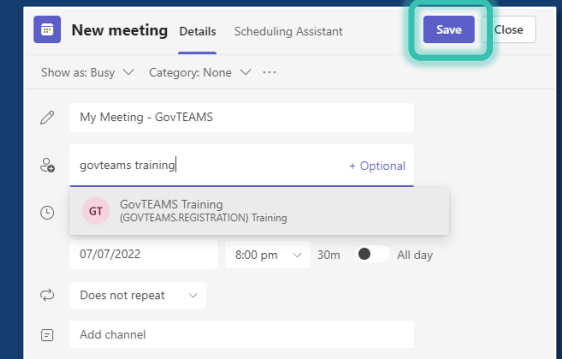 New meeting Details Scheduling Assistant Save Close
Show as: Busy Category: None ...
My Meeting - GovTEAMS
govteams training + Optional
GT GovTEAMS Training
(GOVTEAMS.REGISTRATION) Training
07/07/2022 8:00 pm 30m All day
Does not repeat
Add channel